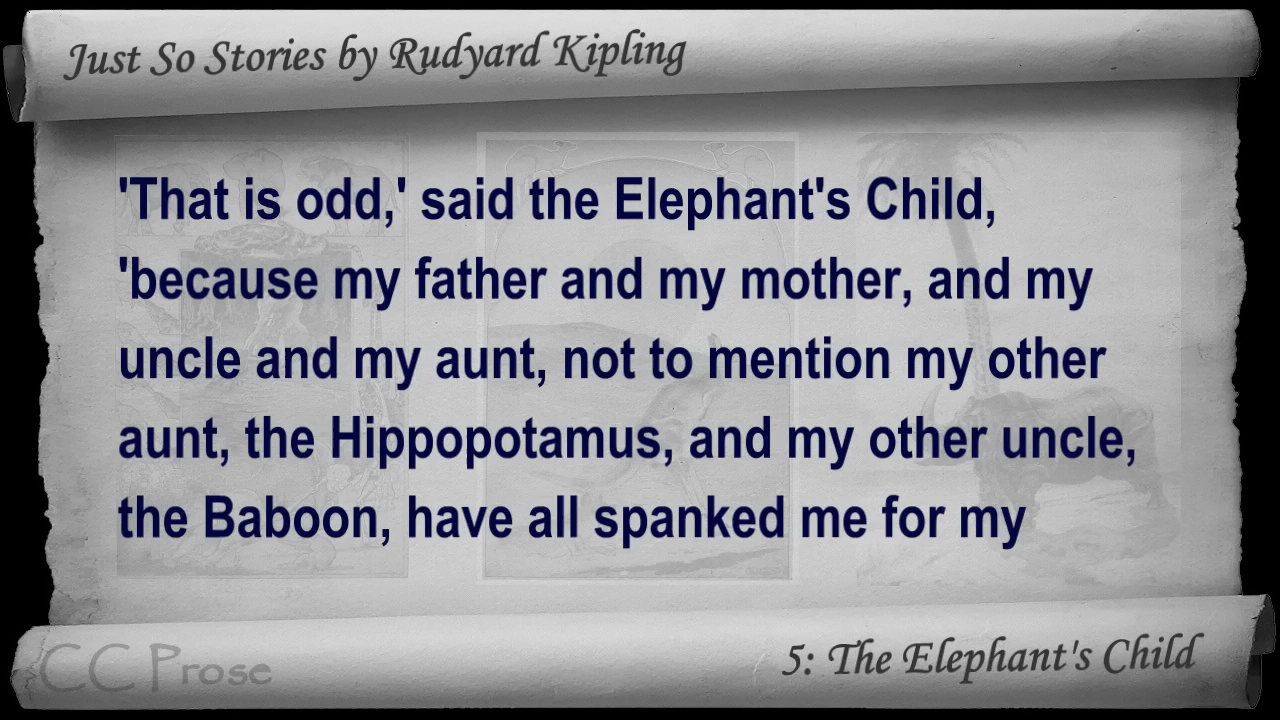 Just So Stories by Rudyard Kipling
'That is odd,' said the Elephant's Child,
'because my father and my mother, and my
uncle and my aunt, not to mention my other
aunt, the Hippopotamus, and my other uncle,
the Baboon, have all spanked me for my
CC Prose
5: The Elephant's Child